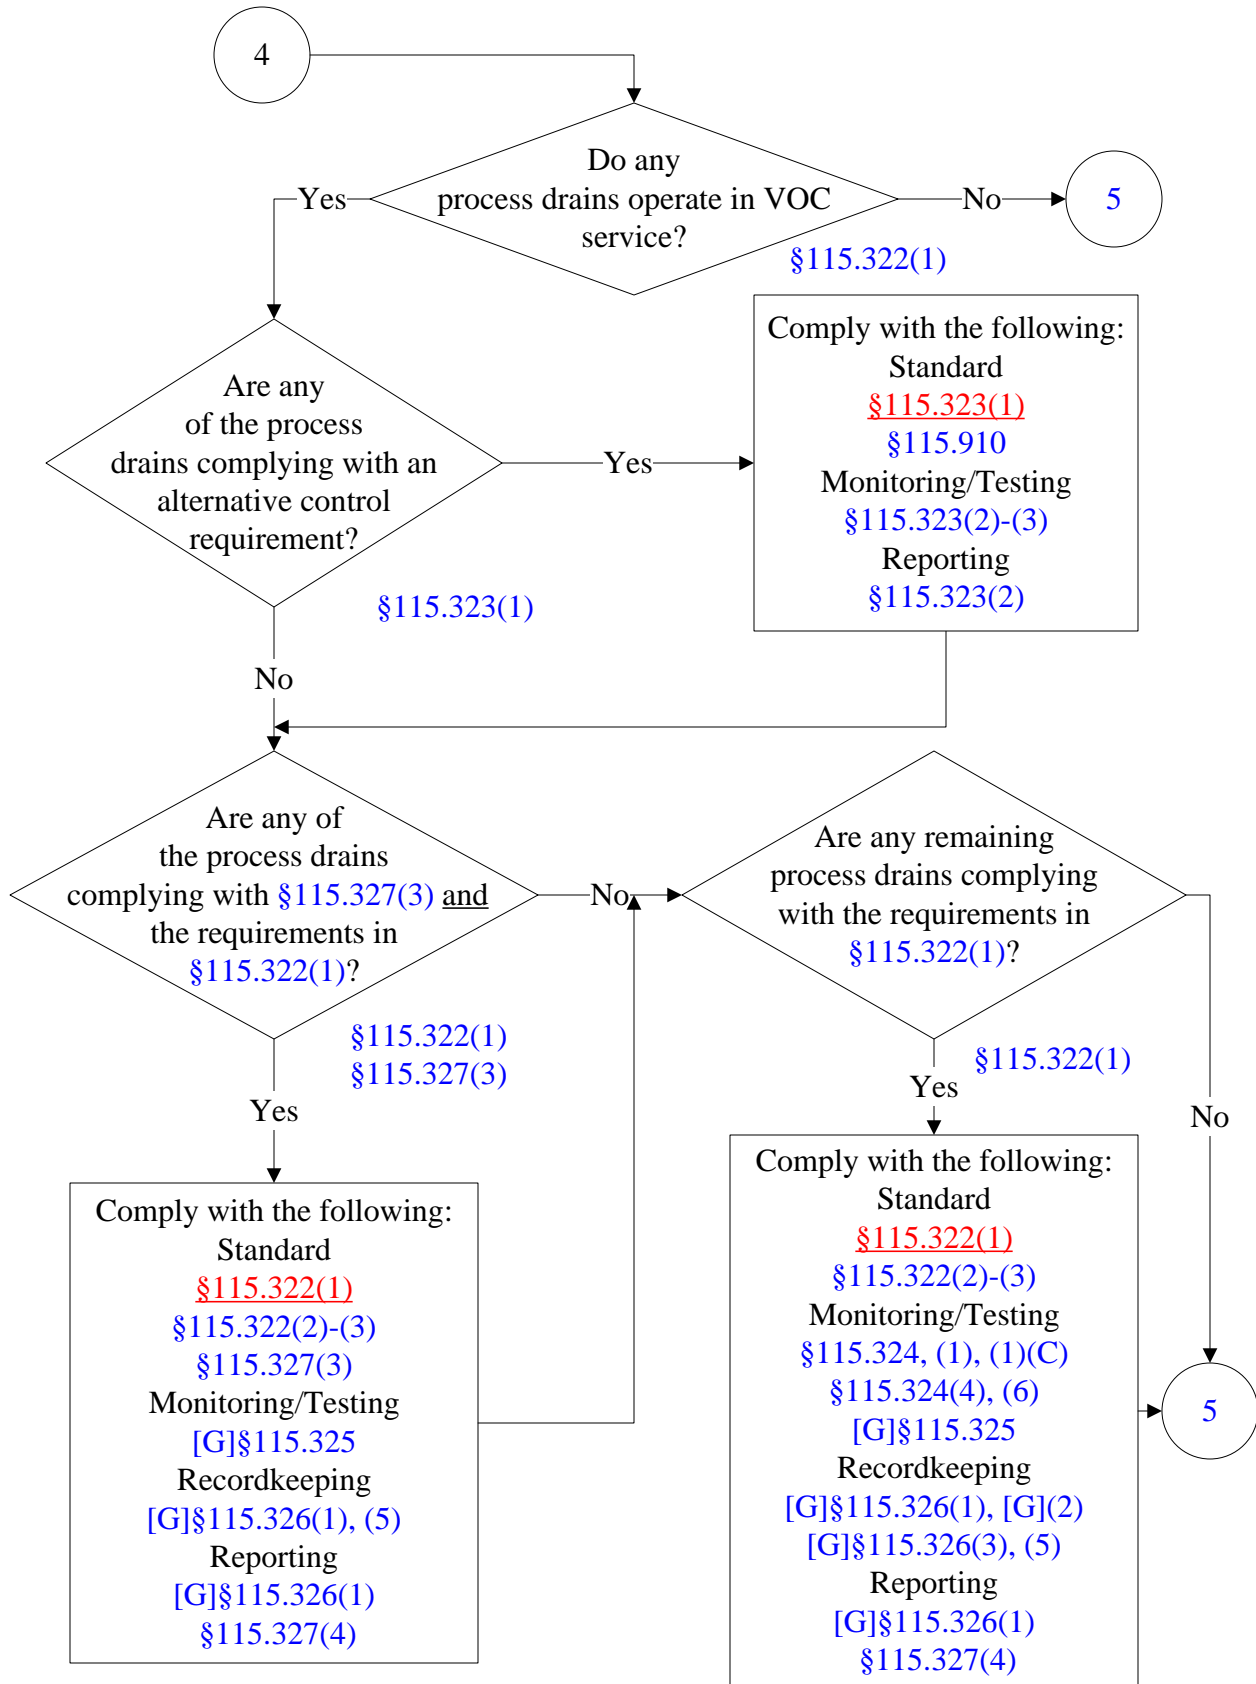 4
Do any
process drains operate in VOC
service?
Yes
No
5
§115.322(1)
Comply with the following:
Standard
§115.323(1)
§115.910
Monitoring/Testing
§115.323(2)-(3)
Reporting
§115.323(2)
Are any
of the process
drains complying with an
alternative control
requirement?
Yes
§115.323(1)
No
Are any of
the process drains
complying with §115.327(3) and
the requirements in
§115.322(1)?
No
Are any remaining
process drains complying
with the requirements in
§115.322(1)?
§115.322(1)
§115.327(3)
Yes
§115.322(1)
Yes
No
Comply with the following:
Standard
§115.322(1)
§115.322(2)-(3)
§115.327(3)
Monitoring/Testing
[G]§115.325
Recordkeeping
[G]§115.326(1), (5)
Reporting
[G]§115.326(1)
§115.327(4)
Comply with the following:
Standard
§115.322(1)
§115.322(2)-(3)
Monitoring/Testing
§115.324, (1), (1)(C)
§115.324(4), (6)
[G]§115.325
Recordkeeping
[G]§115.326(1), [G](2)
[G]§115.326(3), (5)
Reporting
[G]§115.326(1)
§115.327(4)
5